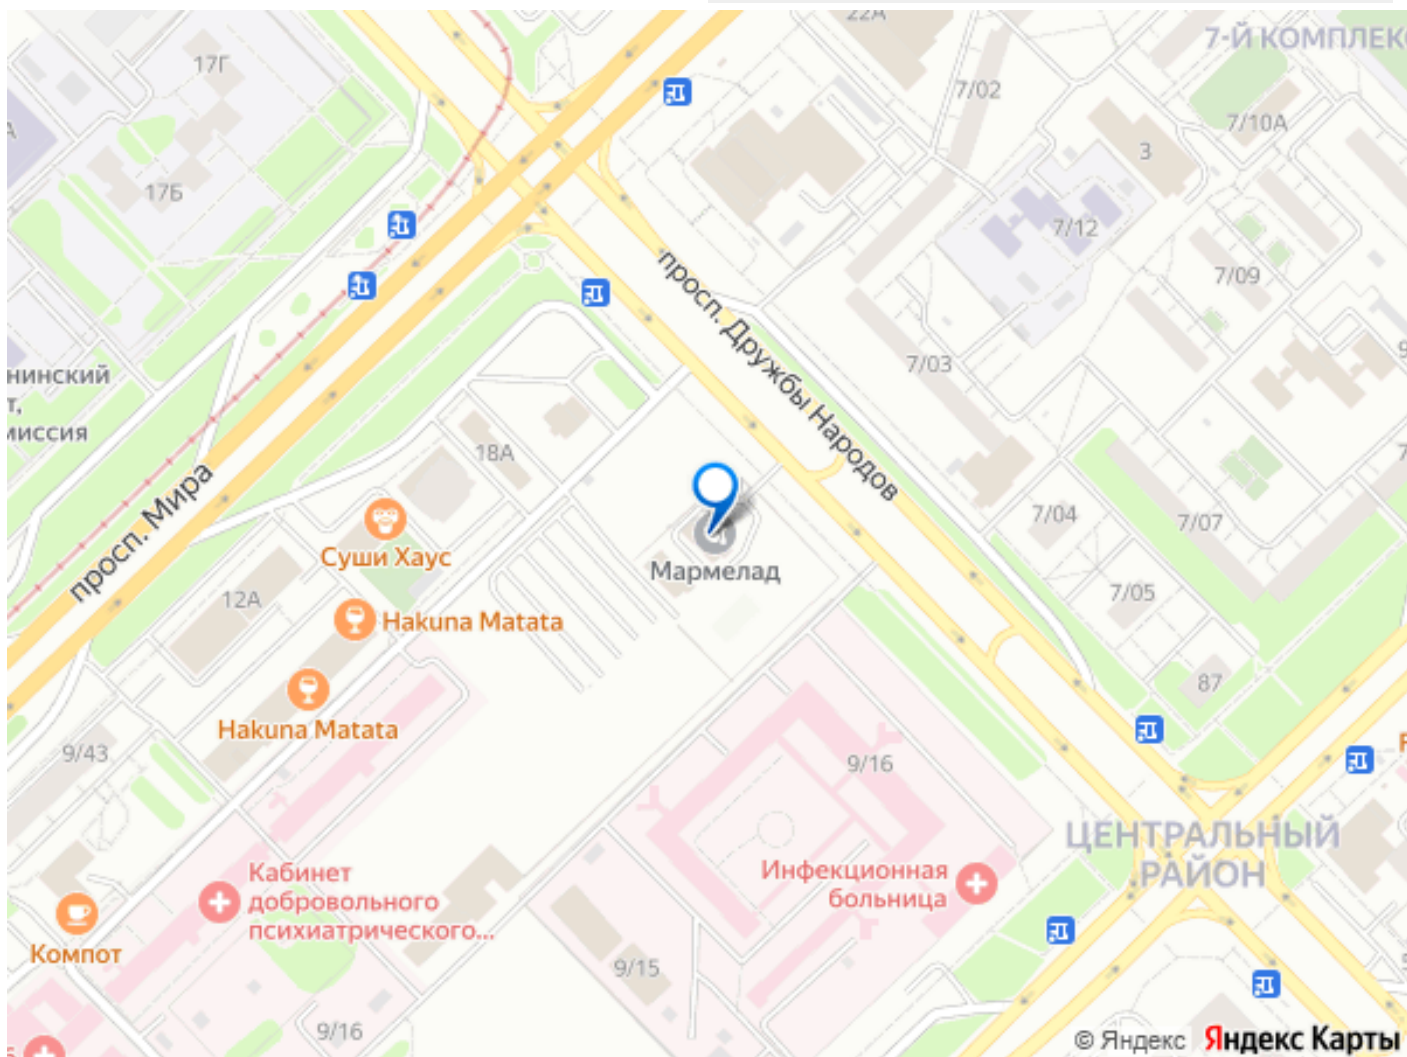 22А
7-Й КОМПЛЕКС
17Г
7/02
7/10А
3
17Б
7/12
7/09
просп. Дружбы Народов
7/03
нинский
т,
миссия
18А
просп. Мира
Суши Хаус
7/04
7/07
Мармелад
7/05
12А
Hakuna Matata
87
Hakuna Matata
9/43
9/16
ЦЕНТРАЛЬНЫЙ
РАЙОН
Кабинет
добровольного
психиатрического...
Инфекционная
больница
Компот
9/15
9/16
© Яндекс Яндекс Карты